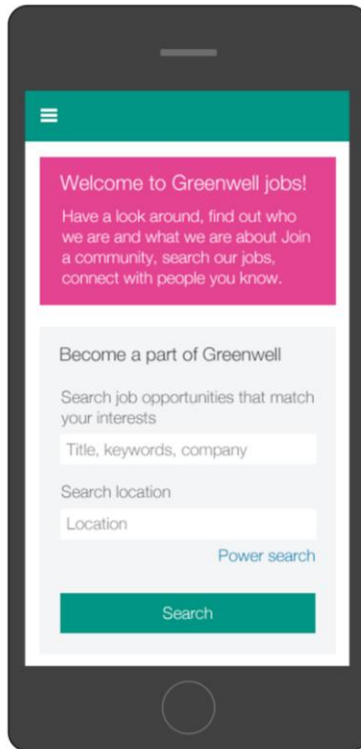 Welcome to Greenwell jobs!
Have a look around, find out who
we are and what we are about Join
a community, search our jobs,
connect with people you know.
Become a part of Greenwell
Search job opportunities that match
your interests
Title, keywords, company
Search location
Location
Power search
Search